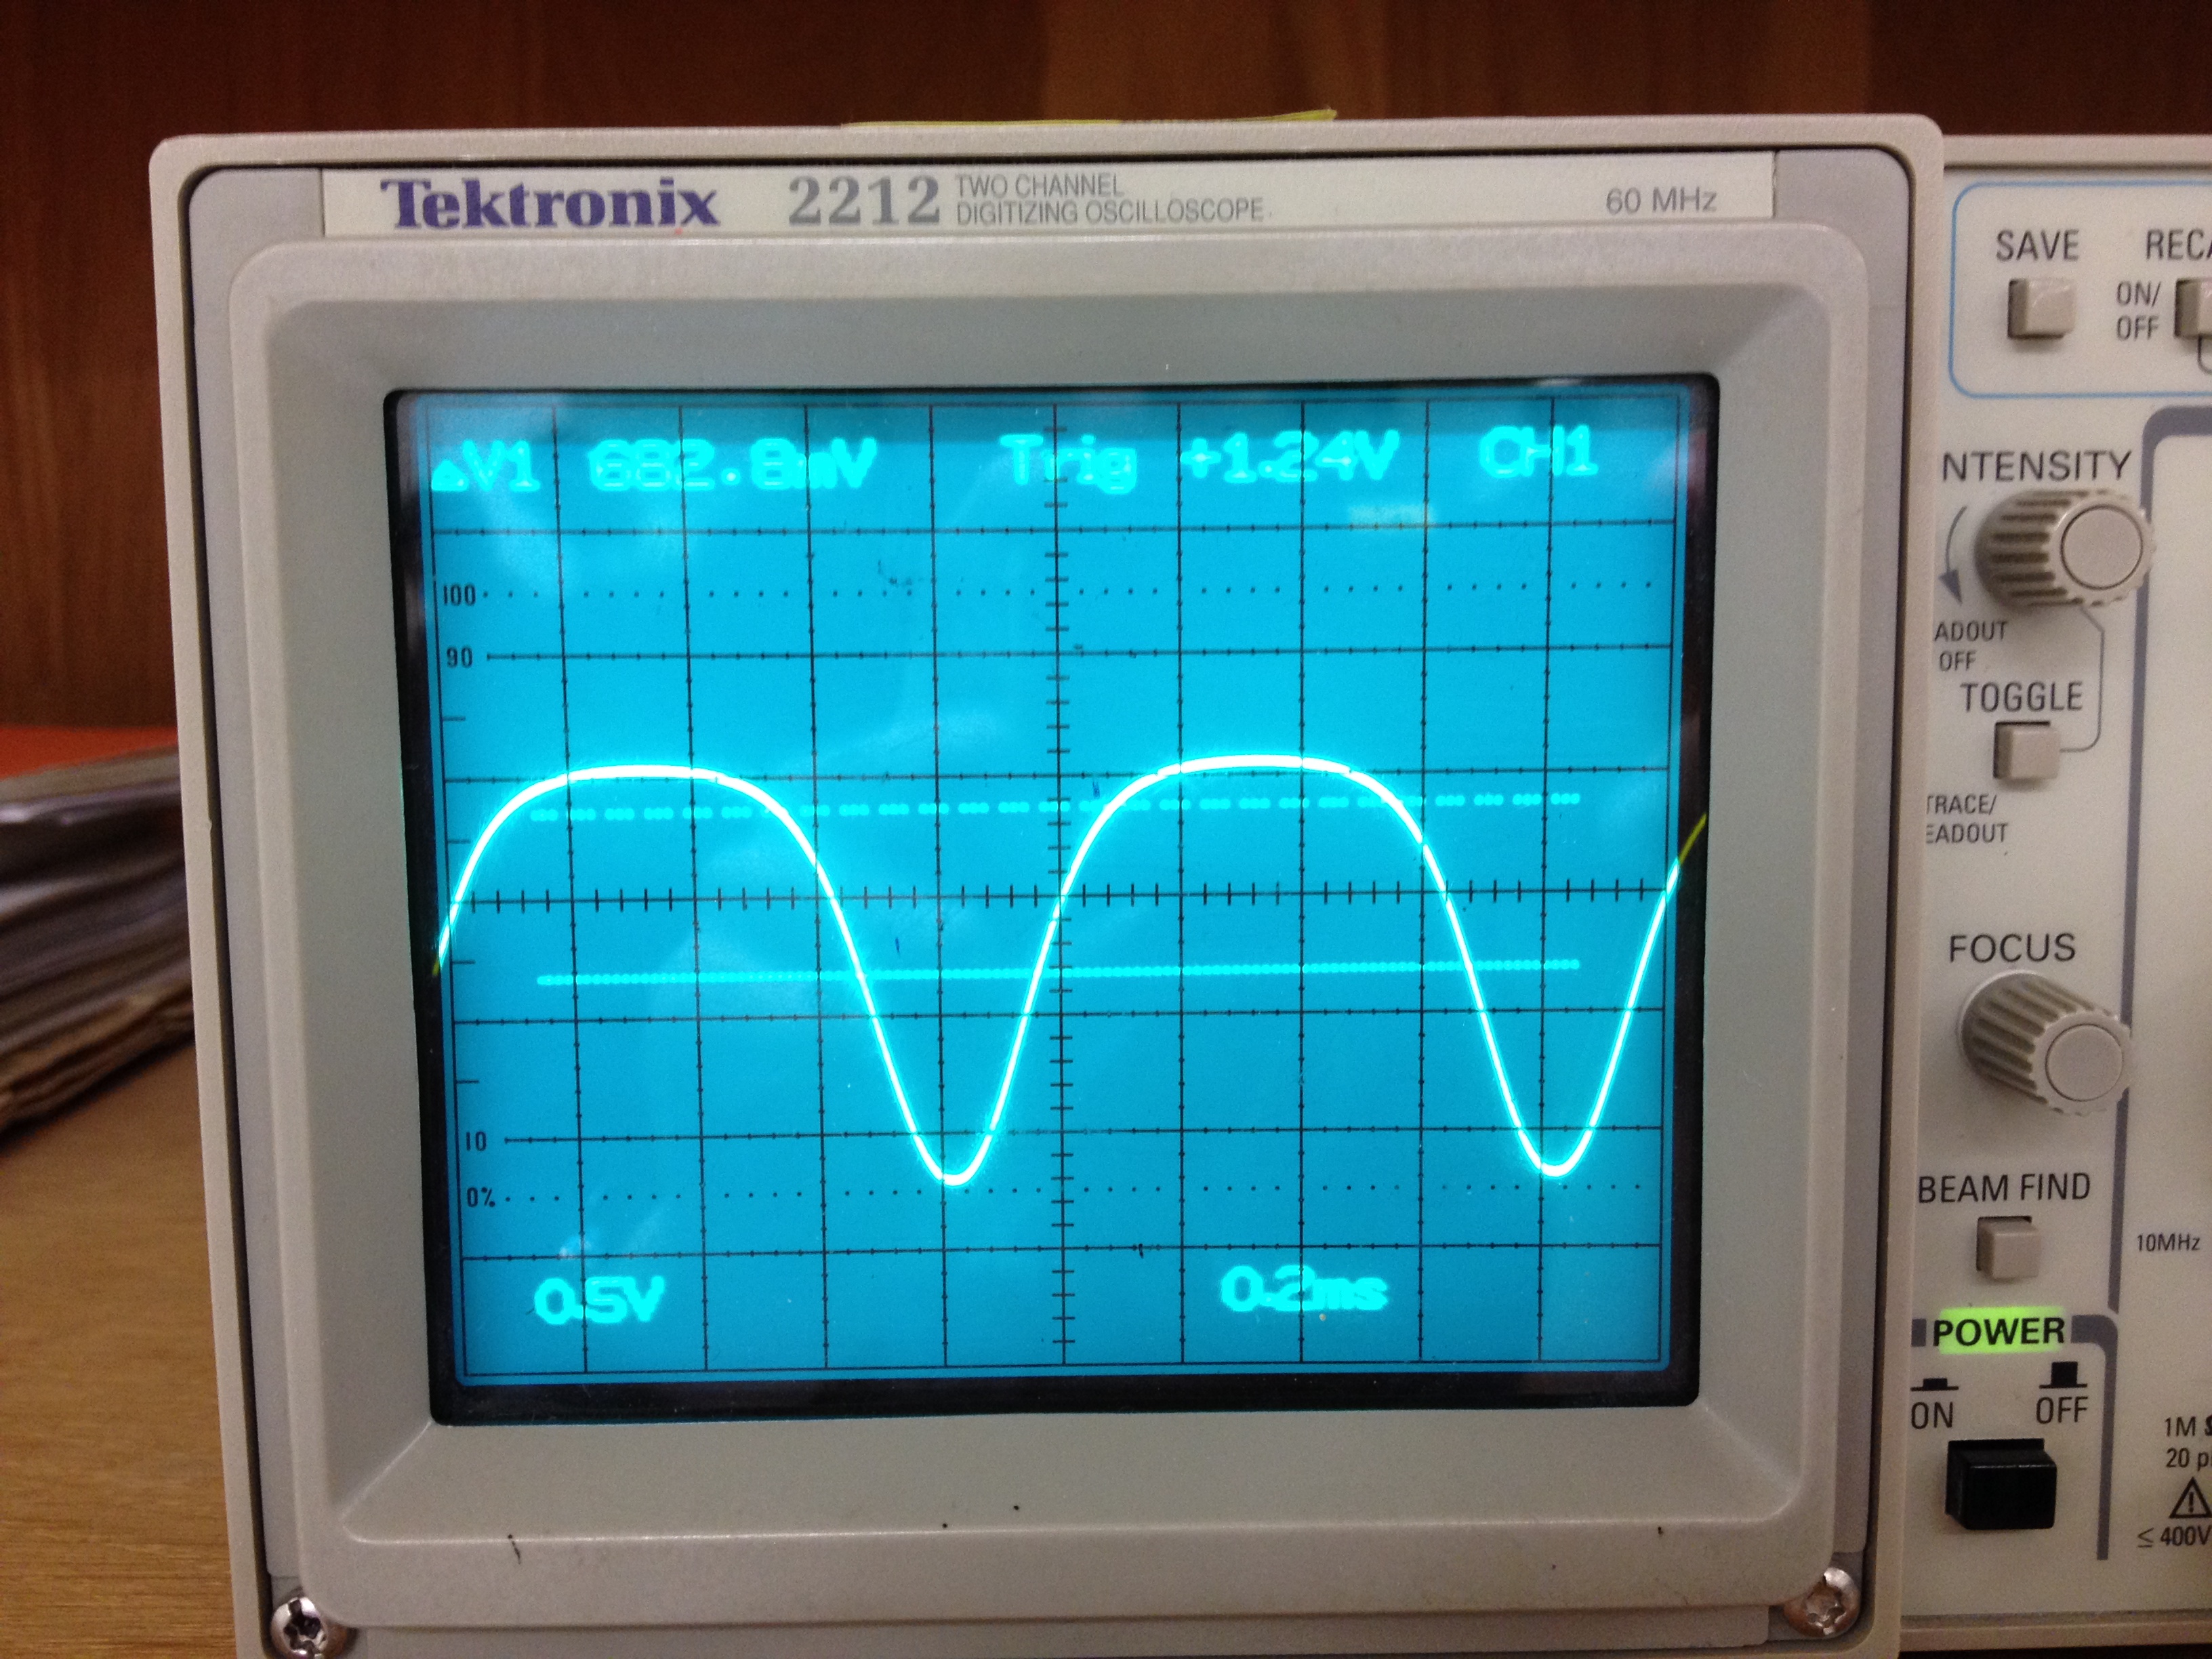 Tektronix 2212 TWO CHANNEL
DIGITIZING OSCILLOSCOPE
60 MHz
ΔV1 682.8mV Trig +1.24V CH1
100
90
10
0%
0.5V 0.2ms
SAVE
ON/
OFF
NTENSITY
ADOUT
OFF
TOGGLE
TRACE/
EADOUT
FOCUS
BEAM FIND
10MHz
POWER
ON OFF
1M
20 p
≤ 400V